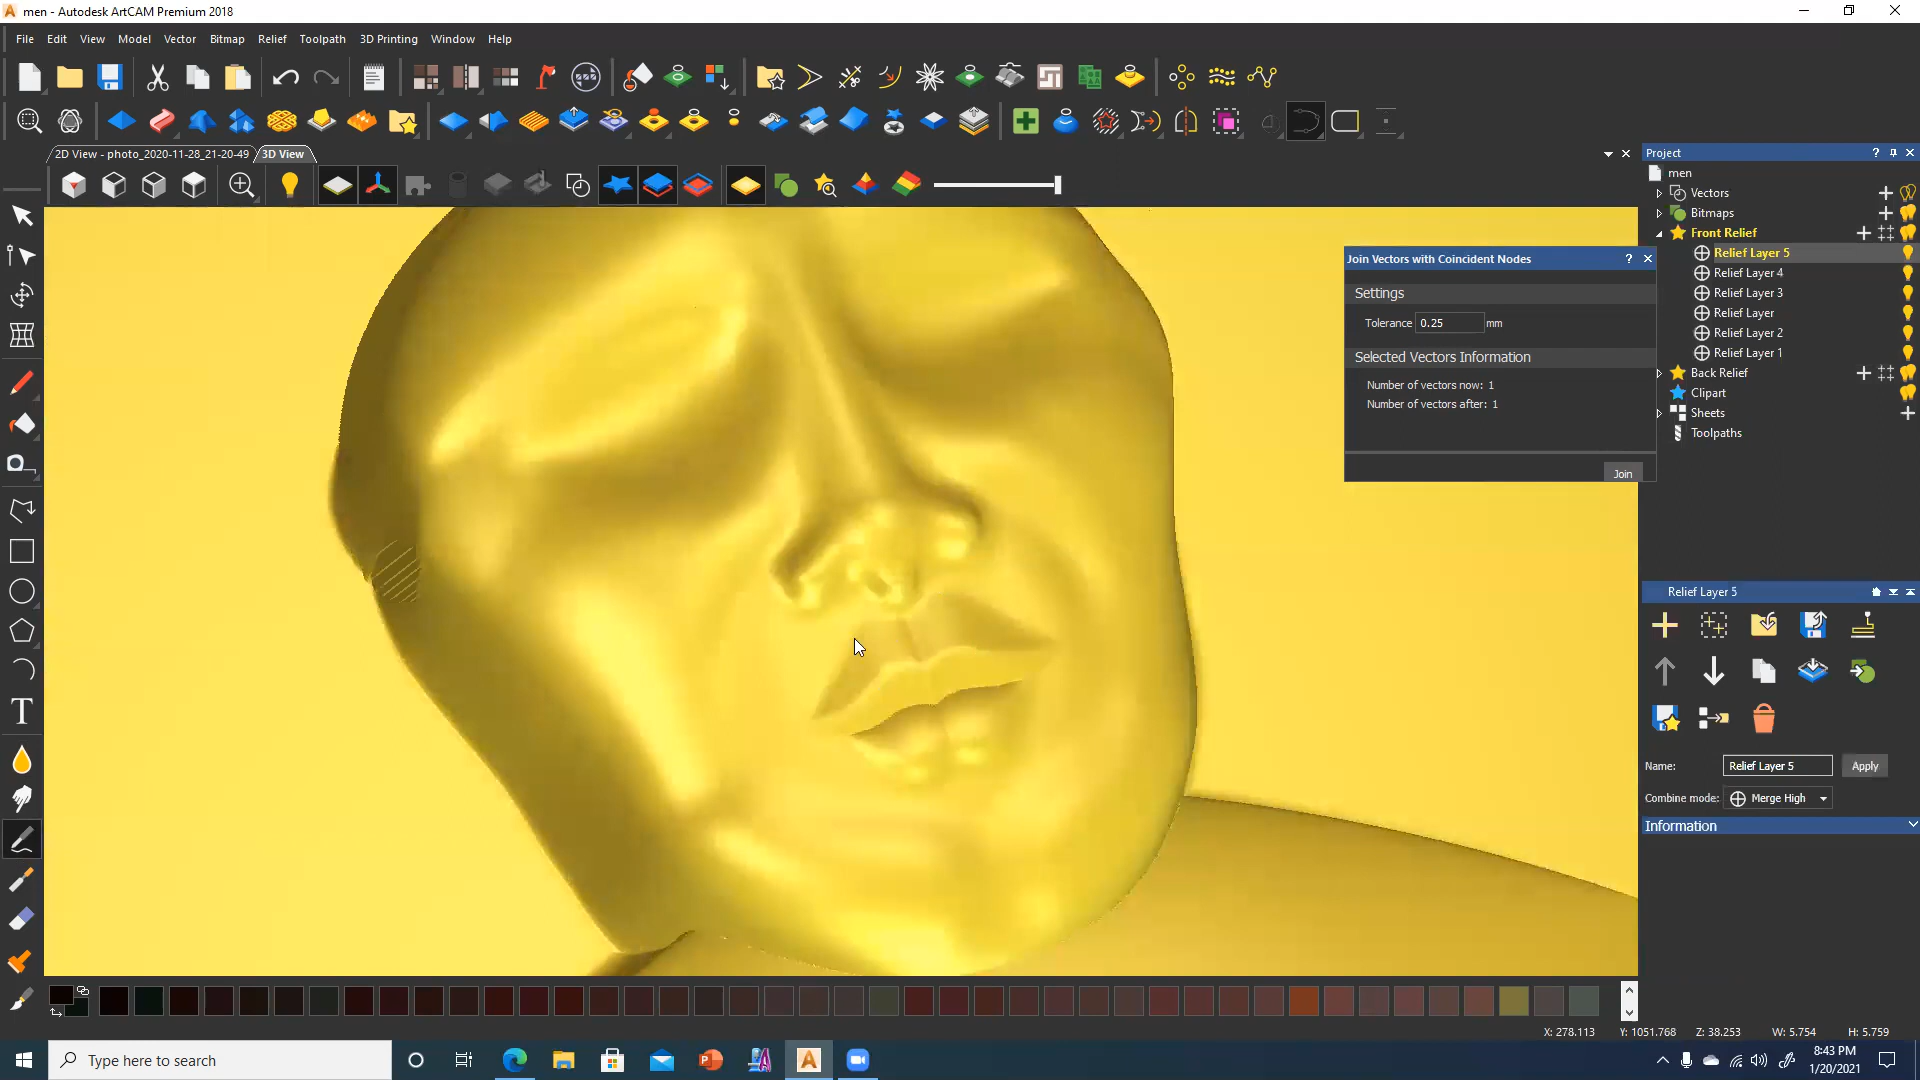 men - Autodesk ArtCAM Premium 2018
File Edit View Model Vector Bitmap Relief Toolpath 3D Printing Window Help
2D View - photo_2020-11-28_21-20-49 3D View
Project
men
Vectors
Bitmaps
Front Relief
Relief Layer 5
Relief Layer 4
Relief Layer 3
Relief Layer
Relief Layer 2
Relief Layer 1
Back Relief
Clipart
Sheets
Toolpaths
Join Vectors with Coincident Nodes
Settings
Tolerance 0.25 mm
Selected Vectors Information
Number of vectors now: 1
Number of vectors after: 1
Join
Relief Layer 5
Name: Relief Layer 5 Apply
Combine mode: Merge High
Information
X: 278.113 Y: 1051.768 Z: 38.253 W: 5.754 H: 5.759
Type here to search
8:43 PM
1/20/2021